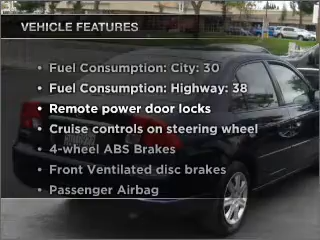 VEHICLE FEATURES
• Fuel Consumption: City: 30
• Fuel Consumption: Highway: 38
• Remote power door locks
• Cruise controls on steering wheel
• 4-wheel ABS Brakes
• Front Ventilated disc brakes
• Passenger Airbag